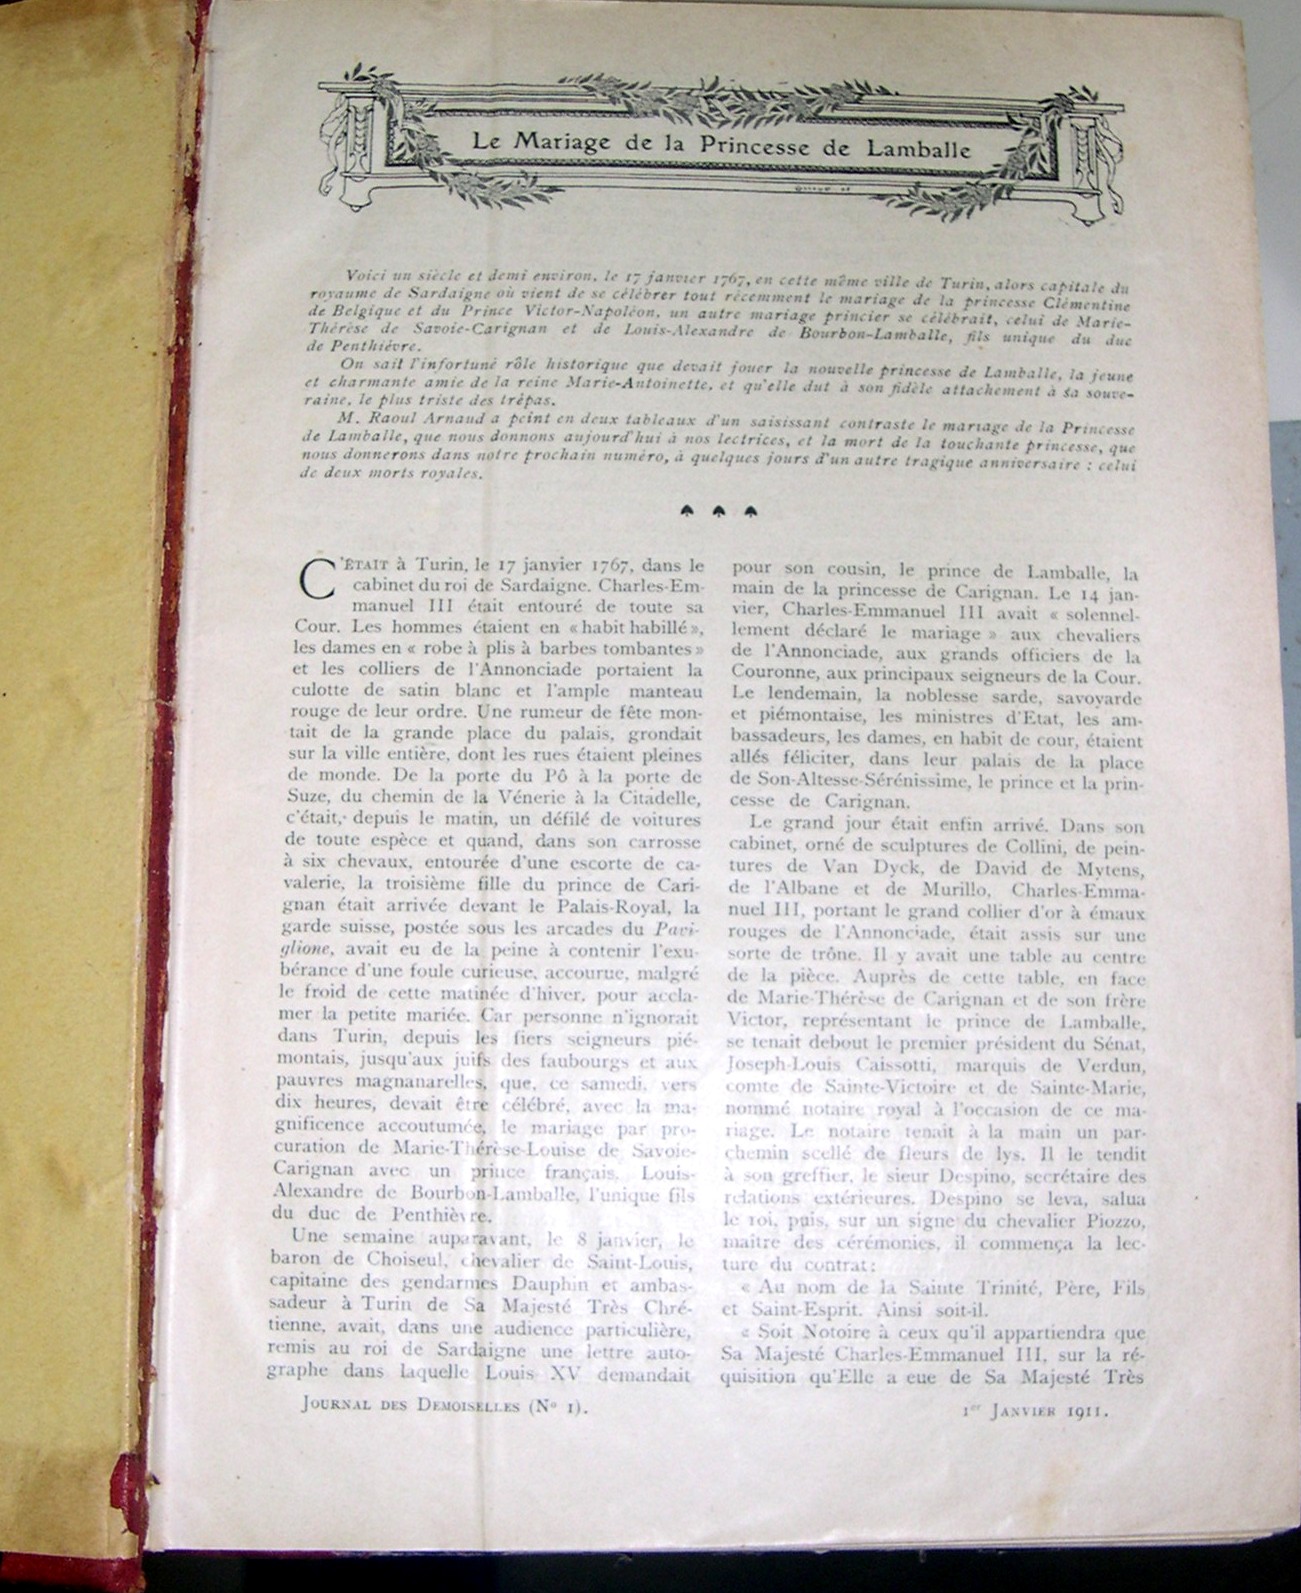 Le Mariage de la Princesse de Lamballe
Voici un siècle et demi environ, le 17 janvier 1767, en cette même ville de Turin, alors capitale du
royaume de Sardaigne où vient de se célébrer tout récemment le mariage de la princesse Clémentine
de Belgique et du Prince Victor-Napoléon, un autre mariage princier se célébrait, celui de Marie-
Thérèse de Savoie-Carignan et de Louis-Alexandre de Bourbon-Lamballe, fils unique du duc
de Penthièvre.
On sait l'infortuné rôle historique que devait jouer la nouvelle princesse de Lamballe, la jeune
et charmante amie de la reine Marie-Antoinette, et qu'elle dut à son fidèle attachement à sa souve-
raine, le plus triste des trépas.
M. Raoul Arnaud a peint en deux tableaux d'un saisissant contraste le mariage de la Princesse
de Lamballe, que nous donnons aujourd'hui à nos lectrices, et la mort de la touchante princesse, que
nous donnerons dans notre prochain numéro, à quelques jours d'un autre tragique anniversaire : celui
de deux morts royales.
C'ÉTAIT à Turin, le 17 janvier 1767, dans le
cabinet du roi de Sardaigne. Charles-Em-
manuel III était entouré de toute sa
Cour. Les hommes étaient en « habit habillé »,
les dames en « robe à plis à barbes tombantes »
et les colliers de l'Annonciade portaient la
culotte de satin blanc et l'ample manteau
rouge de leur ordre. Une rumeur de fête mon-
tait de la grande place du palais, grondait
sur la ville entière, dont les rues étaient pleines
de monde. De la porte du Pô à la porte de
Suze, du chemin de la Vénerie à la Citadelle,
c'était, depuis le matin, un défilé de voitures
de toute espèce et quand, dans son carrosse
à six chevaux, entourée d'une escorte de ca-
valerie, la troisième fille du prince de Cari-
gnan était arrivée devant le Palais-Royal, la
garde suisse, postée sous les arcades du Pavi-
glione, avait eu de la peine à contenir l'exu-
bérance d'une foule curieuse, accourue, malgré
le froid de cette matinée d'hiver, pour accla-
mer la petite mariée. Car personne n'ignorait
dans Turin, depuis les fiers seigneurs pié-
montais, jusqu'aux juifs des faubourgs et aux
pauvres magnanarelles, que, ce samedi, vers
dix heures, devait être célébré, avec la ma-
gnificence accoutumée, le mariage par pro-
curation de Marie-Thérèse-Louise de Savoie-
Carignan avec un prince français, Louis-
Alexandre de Bourbon-Lamballe, l'unique fils
du duc de Penthièvre.
Une semaine auparavant, le 8 janvier, le
baron de Choiseul, chevalier de Saint-Louis,
capitaine des gendarmes Dauphin et ambas-
sadeur à Turin de Sa Majesté Très Chré-
tienne, avait, dans une audience particulière,
remis au roi de Sardaigne une lettre auto-
graphe dans laquelle Louis XV demandait
pour son cousin, le prince de Lamballe, la
main de la princesse de Carignan. Le 14 jan-
vier, Charles-Emmanuel III avait « solennel-
lement déclaré le mariage » aux chevaliers
de l'Annonciade, aux grands officiers de la
Couronne, aux principaux seigneurs de la Cour.
Le lendemain, la noblesse sarde, savoyarde
et piémontaise, les ministres d'Etat, les am-
bassadeurs, les dames, en habit de cour, étaient
allés féliciter, dans leur palais de la place
de Son-Altesse-Sérénissime, le prince et la prin-
cesse de Carignan.
Le grand jour était enfin arrivé. Dans son
cabinet, orné de sculptures de Collini, de pein-
tures de Van Dyck, de David de Mytens,
de l'Albane et de Murillo, Charles-Emma-
nuel III, portant le grand collier d'or à émaux
rouges de l'Annonciade, était assis sur une
sorte de trône. Il y avait une table au centre
de la pièce. Auprès de cette table, en face
de Marie-Thérèse de Carignan et de son frère
Victor, représentant le prince de Lamballe,
se tenait debout le premier président du Sénat,
Joseph-Louis Caissotti, marquis de Verdun,
comte de Sainte-Victoire et de Sainte-Marie,
nommé notaire royal à l'occasion de ce ma-
riage. Le notaire tenait à la main un par-
chemin scellé de fleurs de lys. Il le tendit
à son greffier, le sieur Despino, secrétaire des
relations extérieures. Despino se leva, salua
le roi, puis, sur un signe du chevalier Piozzo,
maître des cérémonies, il commença la lec-
ture du contrat :
« Au nom de la Sainte Trinité, Père, Fils
et Saint-Esprit. Ainsi soit-il.
« Soit Notoire à ceux qu'il appartiendra que
Sa Majesté Charles-Emmanuel III, sur la ré-
quisition qu'Elle a eue de Sa Majesté Très
JOURNAL DES DEMOISELLES (N° 1).
1er JANVIER 1911.